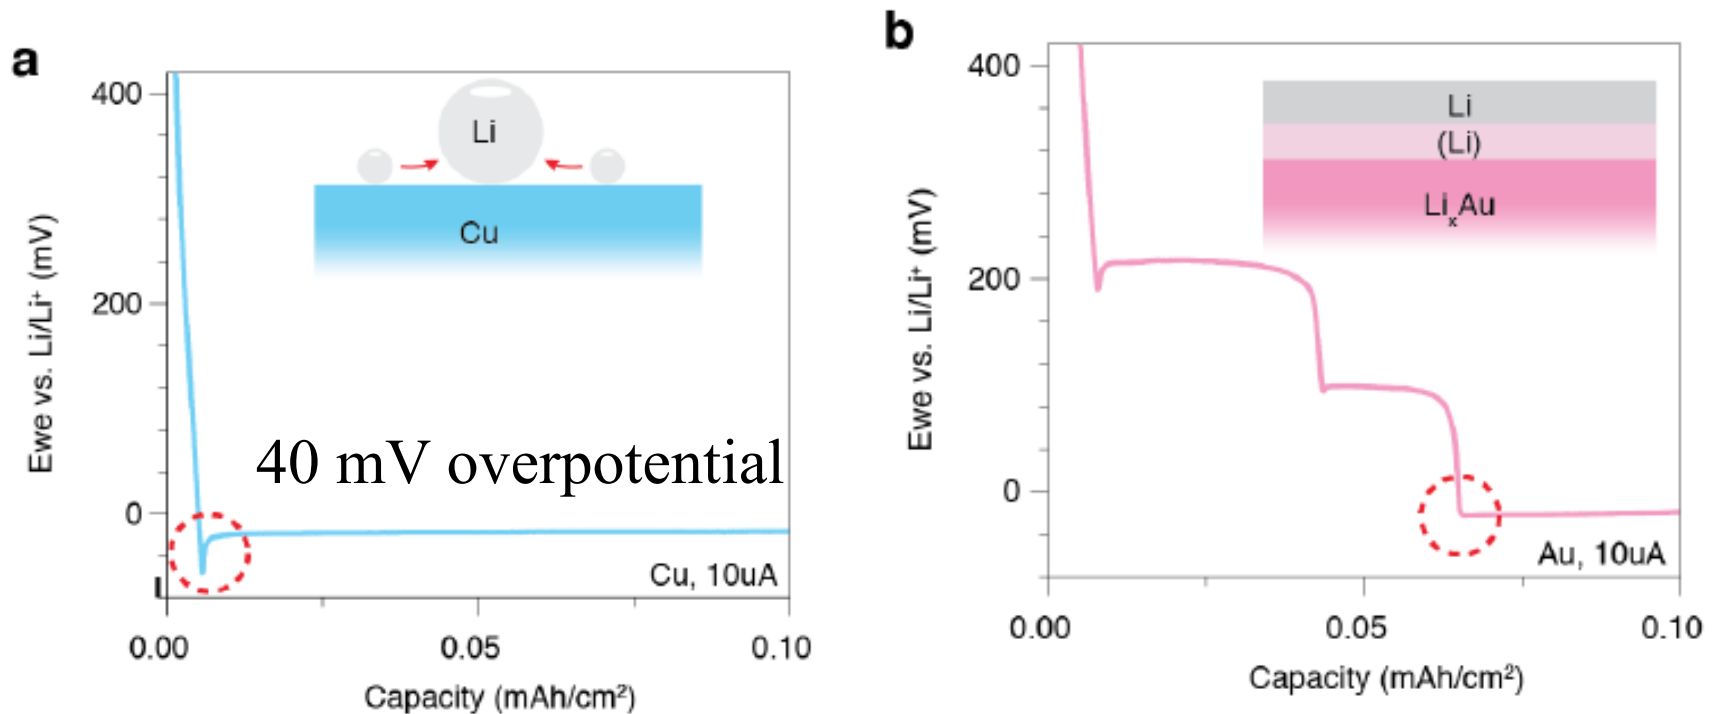 a
400
200
0
Ewe vs. Li/Li⁺ (mV)
Li
Cu
40 mV overpotential
Cu, 10uA
0.00
0.05
0.10
Capacity (mAh/cm²)
b
400
200
0
Ewe vs. Li/Li⁺ (mV)
Li
(Li)
LiₓAu
Au, 10uA
0.00
0.05
0.10
Capacity (mAh/cm²)